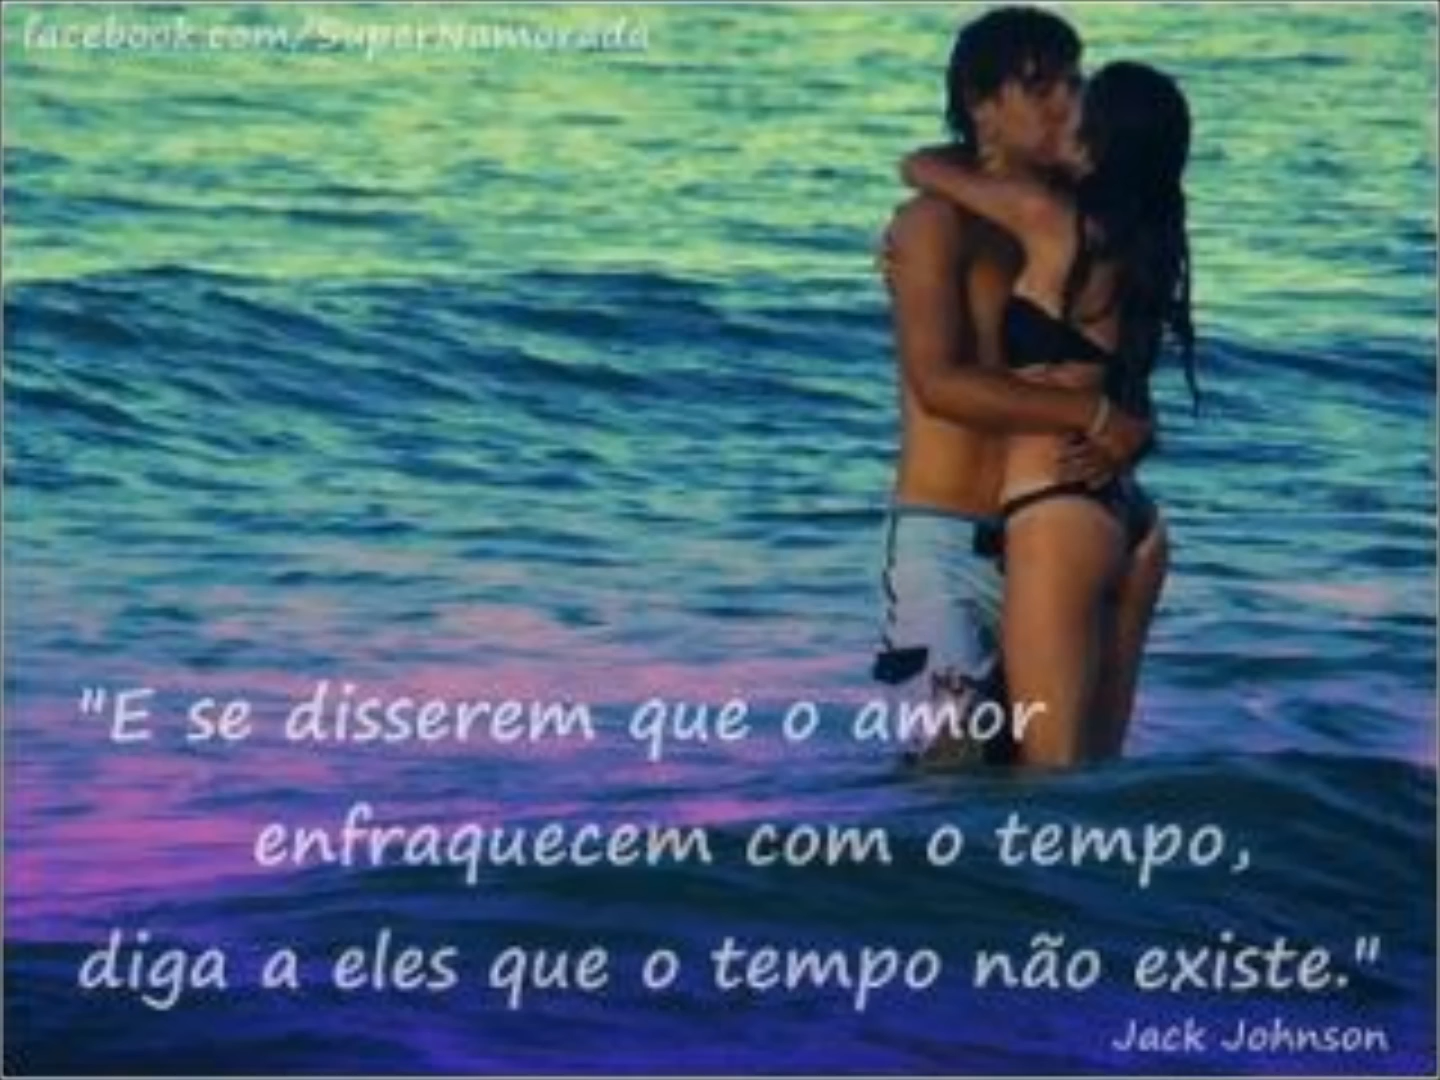 facebook.com/SuperNamorada
"E se disserem que o amor
enfraquecem com o tempo,
diga a eles que o tempo não existe."
Jack Johnson